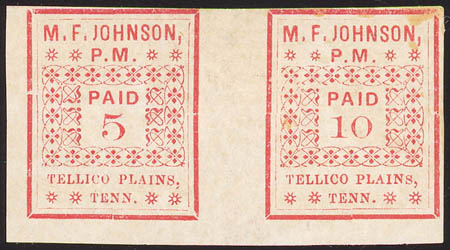 M. F. JOHNSON,
P. M.
PAID
5
TELLICO PLAINS,
TENN.
M. F. JOHNSON,
P. M.
PAID
10
TELLICO PLAINS,
TENN.